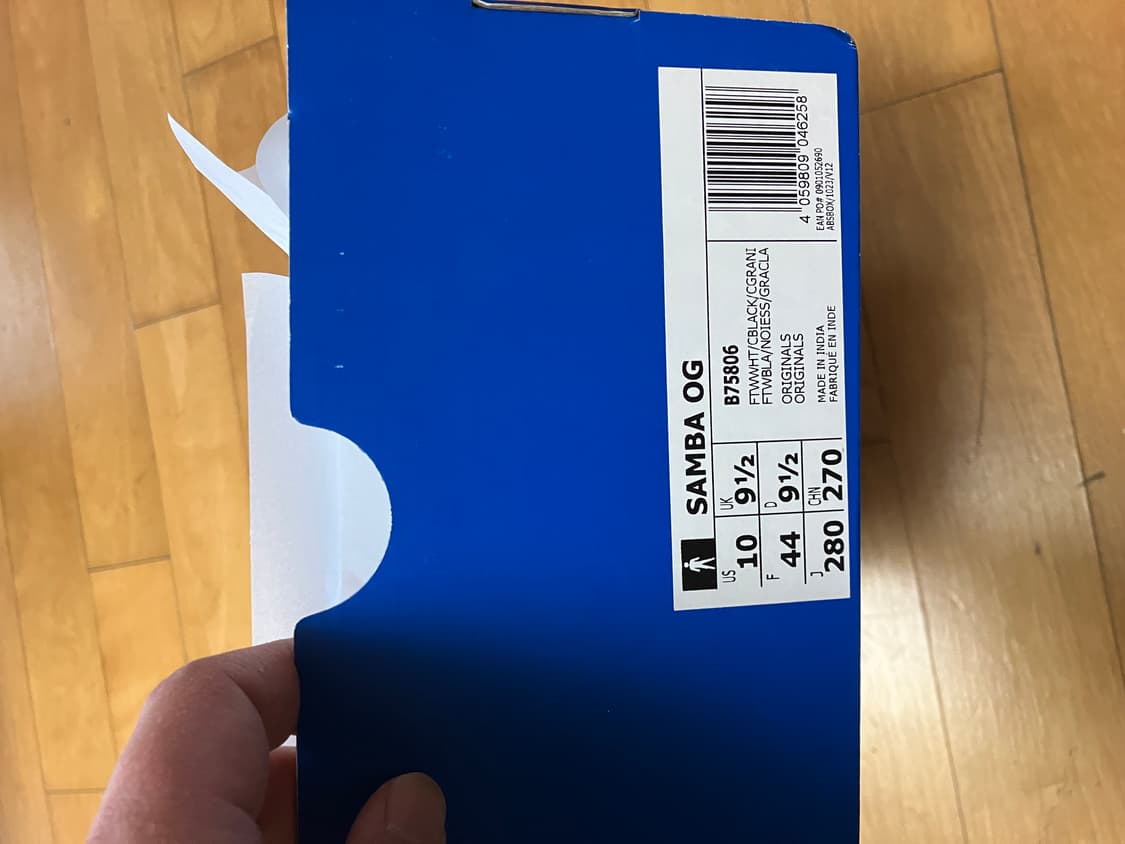 SAMBA OG
US
10
UK
9½
F
44
D
9½
J
280
CHN
270
B75806
FTWWHT/CBLACK/CGRANI
FTWBLA/NOIESS/GRACLA
ORIGINALS
ORIGINALS
MADE IN INDIA
FABRIQUÉ EN INDE
4 059809 046258
EAN PO# 0901052690
ABSBOX/1023/V12